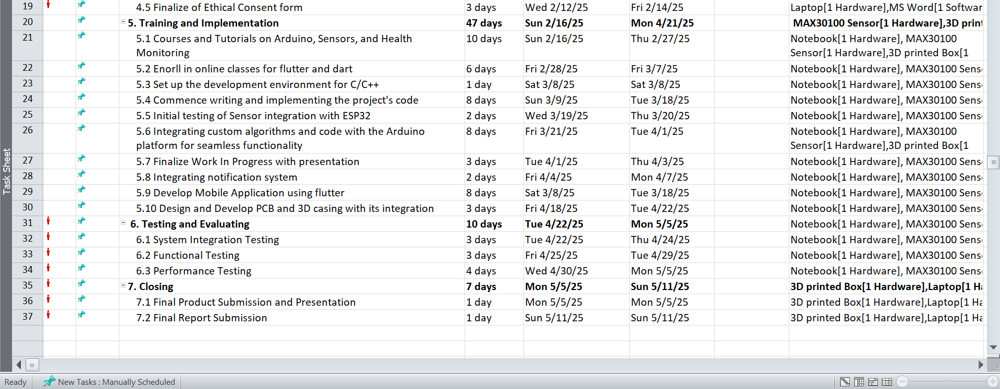 19 4.5 Finalize of Ethical Consent form 3 days Wed 2/12/25 Fri 2/14/25 Laptop[1 Hardware],MS Word[1 Softwar
20 5. Training and Implementation 47 days Sun 2/16/25 Mon 4/21/25 MAX30100 Sensor[1 Hardware],3D print
21 5.1 Courses and Tutorials on Arduino, Sensors, and Health 10 days Sun 2/16/25 Thu 2/27/25 Notebook[1 Hardware], MAX30100
Monitoring Sensor[1 Hardware],3D printed Box[1
22 5.2 Enorll in online classes for flutter and dart 6 days Fri 2/28/25 Fri 3/7/25 Notebook[1 Hardware], MAX30100 Sens
23 5.3 Set up the development environment for C/C++ 1 day Sat 3/8/25 Sat 3/8/25 Notebook[1 Hardware], MAX30100 Sens
24 5.4 Commence writing and implementing the project's code 8 days Sun 3/9/25 Tue 3/18/25 Notebook[1 Hardware], MAX30100 Sens
25 5.5 Initial testing of Sensor integration with ESP32 2 days Wed 3/19/25 Thu 3/20/25 Notebook[1 Hardware], MAX30100 Sens
26 5.6 Integrating custom algorithms and code with the Arduino 8 days Fri 3/21/25 Tue 4/1/25 Notebook[1 Hardware], MAX30100
platform for seamless functionality Sensor[1 Hardware],3D printed Box[1
27 5.7 Finalize Work In Progress with presentation 3 days Tue 4/1/25 Thu 4/3/25 Notebook[1 Hardware], MAX30100 Sens
28 5.8 Integrating notification system 2 days Fri 4/4/25 Mon 4/7/25 Notebook[1 Hardware], MAX30100 Sens
29 5.9 Develop Mobile Application using flutter 8 days Sat 3/8/25 Tue 3/18/25 Notebook[1 Hardware], MAX30100 Sens
30 5.10 Design and Develop PCB and 3D casing with its integration 3 days Fri 4/18/25 Tue 4/22/25 Notebook[1 Hardware], MAX30100 Sens
31 6. Testing and Evaluating 10 days Tue 4/22/25 Mon 5/5/25 Notebook[1 Hardware], MAX30100 Sens
32 6.1 System Integration Testing 3 days Tue 4/22/25 Thu 4/24/25 Notebook[1 Hardware], MAX30100 Sens
33 6.2 Functional Testing 3 days Fri 4/25/25 Tue 4/29/25 Notebook[1 Hardware], MAX30100 Sens
34 6.3 Performance Testing 4 days Wed 4/30/25 Mon 5/5/25 Notebook[1 Hardware], MAX30100 Sens
35 7. Closing 7 days Mon 5/5/25 Sun 5/11/25 3D printed Box[1 Hardware],Laptop[1 Ha
36 7.1 Final Product Submission and Presentation 1 day Mon 5/5/25 Mon 5/5/25 3D printed Box[1 Hardware],Laptop[1 Ha
37 7.2 Final Report Submission 1 day Sun 5/11/25 Sun 5/11/25 3D printed Box[1 Hardware],Laptop[1 Ha
Task Sheet
Ready New Tasks : Manually Scheduled